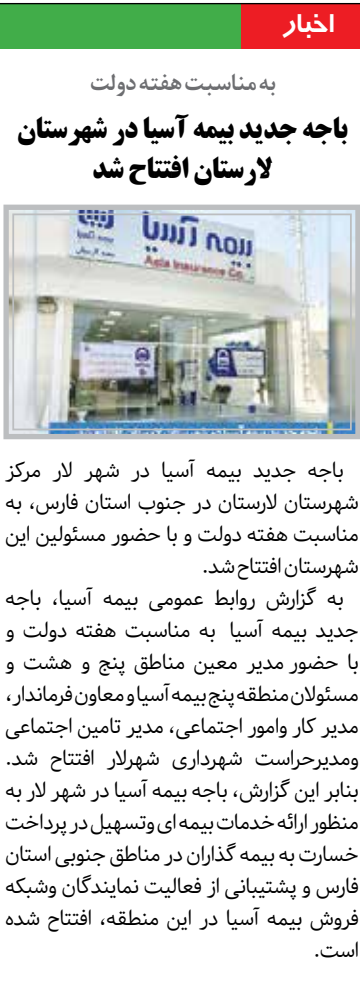 اخبار
به مناسبت هفته دولت
باجه جدید بیمه آسیا در شهرستان
لارستان افتتاح شد
بیمه آسیا
Asia Insurance Co.
باجه جدید بیمه آسیا در شهر لار مرکز
شهرستان لارستان در جنوب استان فارس، به
مناسبت هفته دولت و با حضور مسئولین این
شهرستان افتتاح شد.
به گزارش روابط عمومی بیمه آسیا، باجه
جدید بیمه آسیا به مناسبت هفته دولت و
با حضور مدیر معین مناطق پنج و هشت و
مسئولان منطقه پنج بیمه آسیا و معاون فرماندار،
مدیر کار وامور اجتماعی، مدیر تامین اجتماعی
ومدیرحراست شهرداری شهرلار افتتاح شد.
بنابر این گزارش، باجه بیمه آسیا در شهر لار به
منظور ارائه خدمات بیمه ای وتسهیل در پرداخت
خسارت به بیمه گذاران در مناطق جنوبی استان
فارس و پشتیبانی از فعالیت نمایندگان وشبکه
فروش بیمه آسیا در این منطقه، افتتاح شده
است.